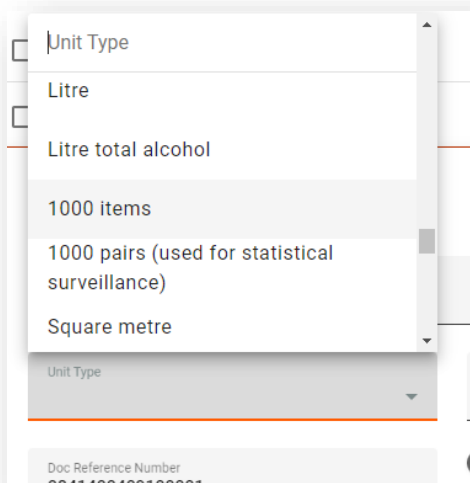 Unit Type
Litre
Litre total alcohol
1000 items
1000 pairs (used for statistical
surveillance)
Square metre
Unit Type
Doc Reference Number